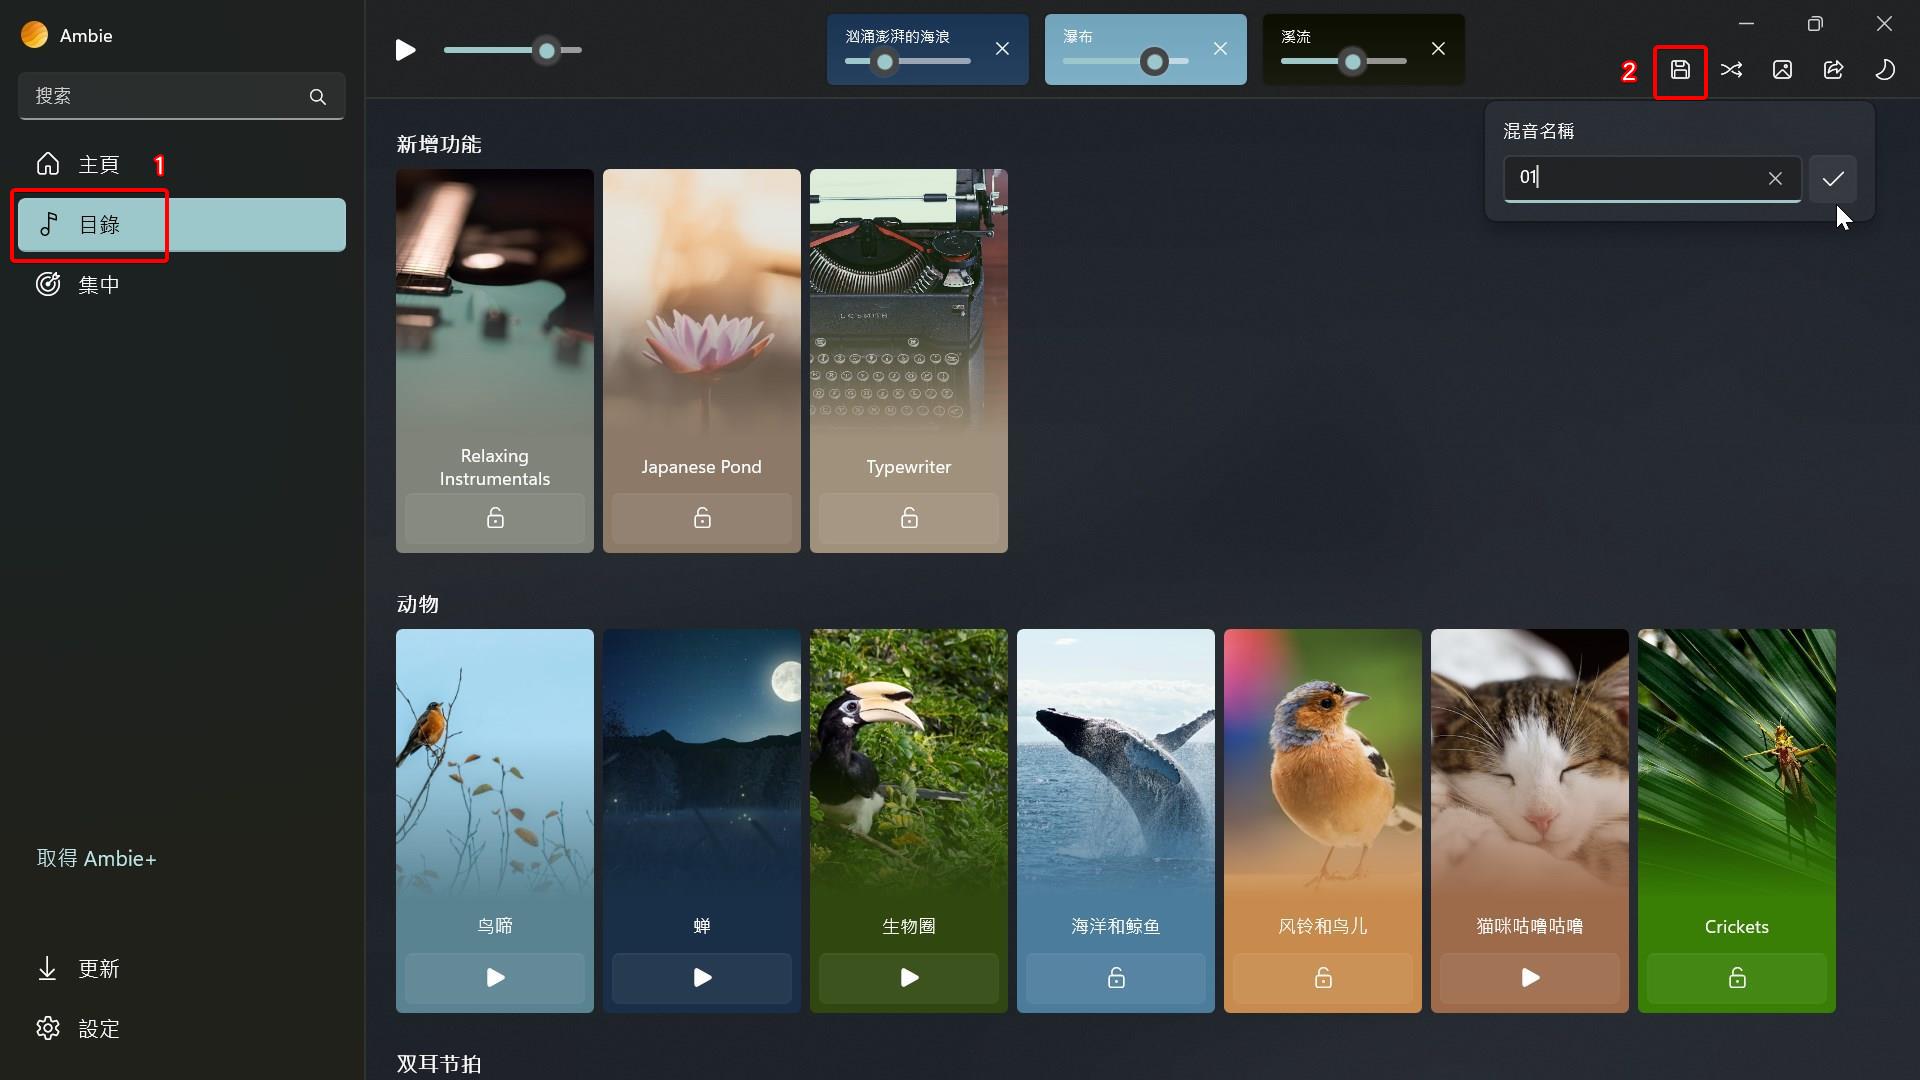 Ambie
搜索
主頁
1
目錄
集中
取得 Ambie+
更新
設定
汹涌澎湃的海浪
瀑布
溪流
2
混音名稱
01
新增功能
Relaxing
Instrumentals
Japanese Pond
Typewriter
动物
鸟啼
蝉
生物圈
海洋和鲸鱼
风铃和鸟儿
猫咪咕噜咕噜
Crickets
双耳节拍